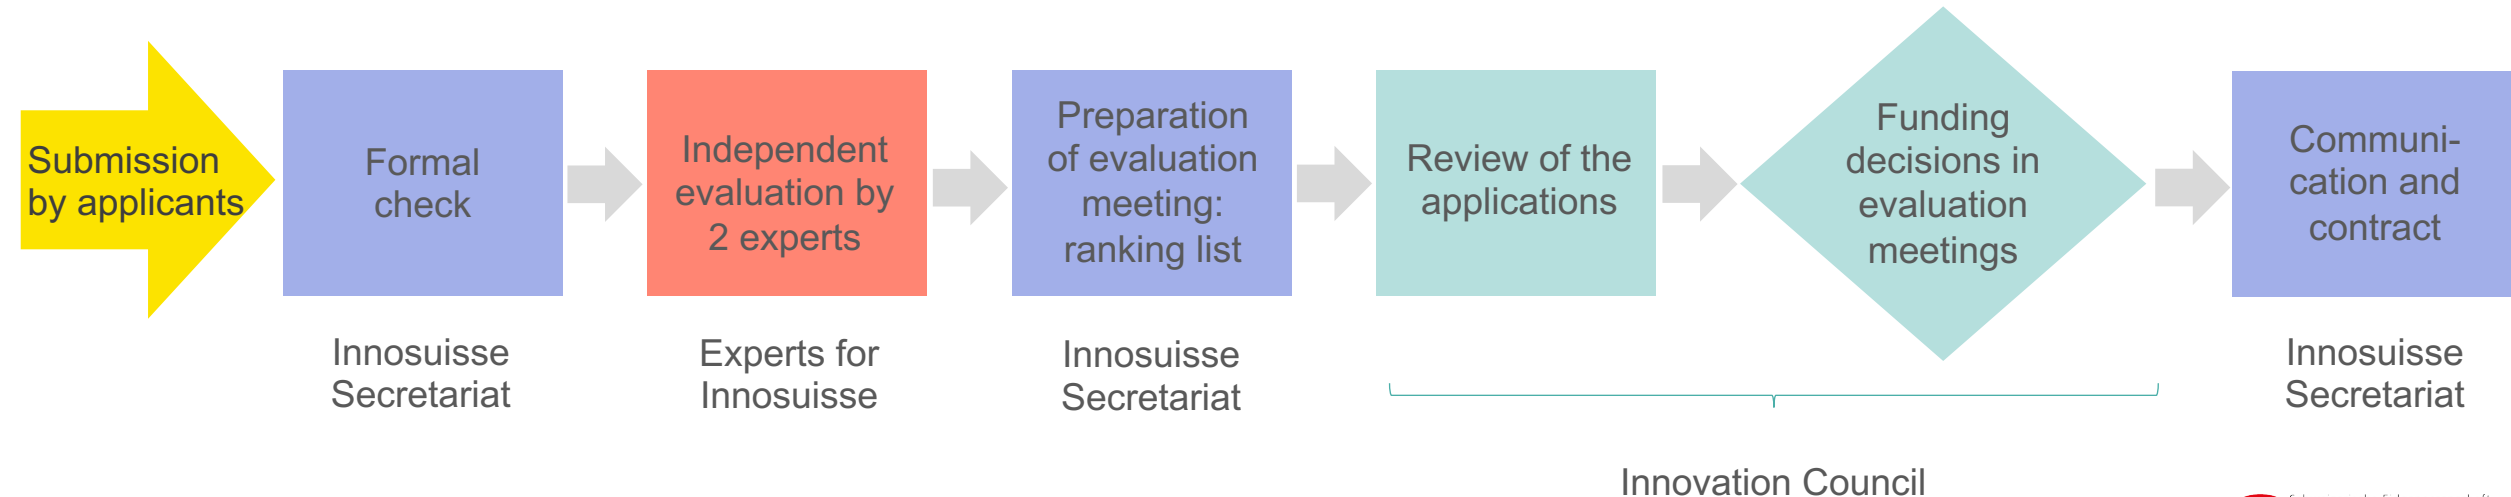 Submission
by applicants
Formal
check
Independent
evaluation by
2 experts
Preparation
of evaluation
meeting:
ranking list
Review of the
applications
Funding
decisions in
evaluation
meetings
Communi-
cation and
contract
Innosuisse
Secretariat
Experts for
Innosuisse
Innosuisse
Secretariat
Innosuisse
Secretariat
Innovation Council